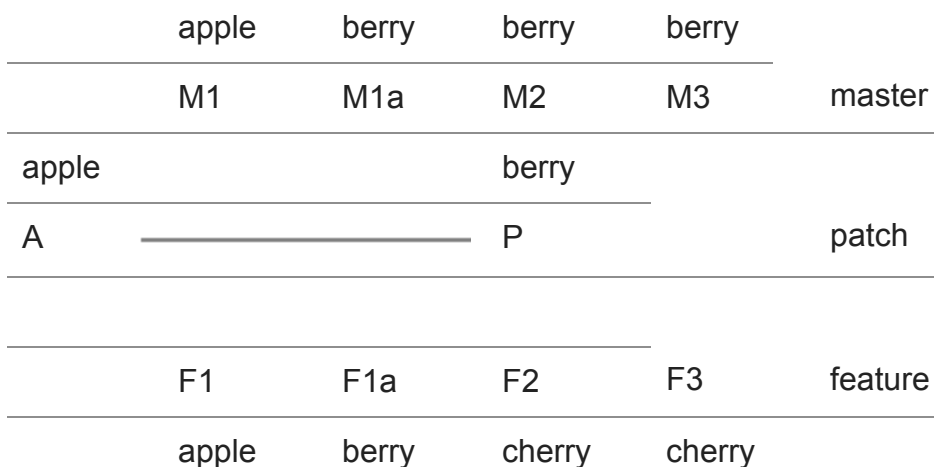 apple berry berry berry
M1 M1a M2 M3 master
apple berry
A P patch
F1 F1a F2 F3 feature
apple berry cherry cherry